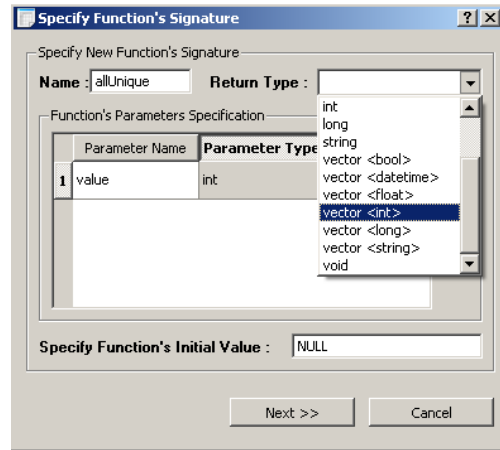 Specify Function's Signature
Specify New Function's Signature
Name : allUnique Return Type :
Function's Parameters Specification
Parameter Name Parameter Type
1 value int
int
long
string
vector <bool>
vector <datetime>
vector <float>
vector <int>
vector <long>
vector <string>
void
Specify Function's Initial Value : NULL
Next >> Cancel